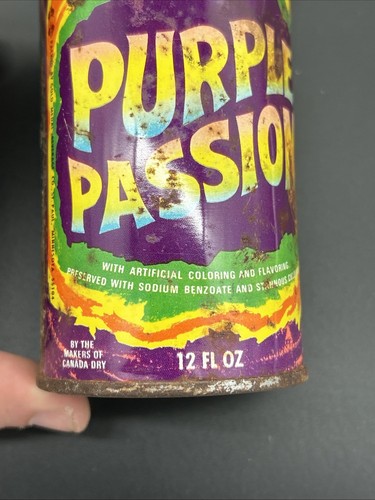 PURPLE
PASSION
WITH ARTIFICIAL COLORING AND FLAVORING
PRESERVED WITH SODIUM BENZOATE AND
BY THE
MAKERS OF
CANADA DRY
12 FL OZ